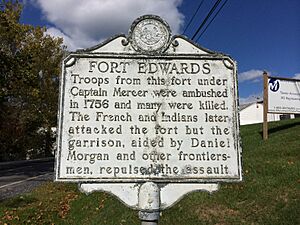 FORT EDWARDS
Troops from this fort under
Captain Mercer were ambushed
in 1756 and many were killed.
The French and Indians later
attacked the fort but the
garrison, aided by Daniel
Morgan and other frontiers-
men, repulsed the assault